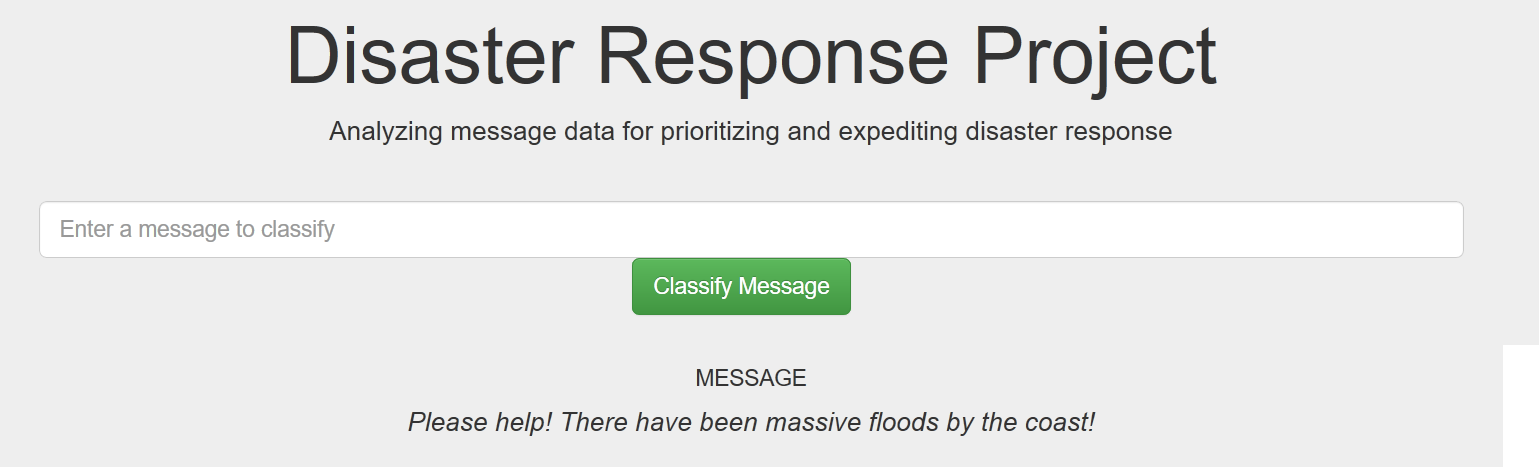 Disaster Response Project
Analyzing message data for prioritizing and expediting disaster response
Enter a message to classify
Classify Message
MESSAGE
Please help! There have been massive floods by the coast!